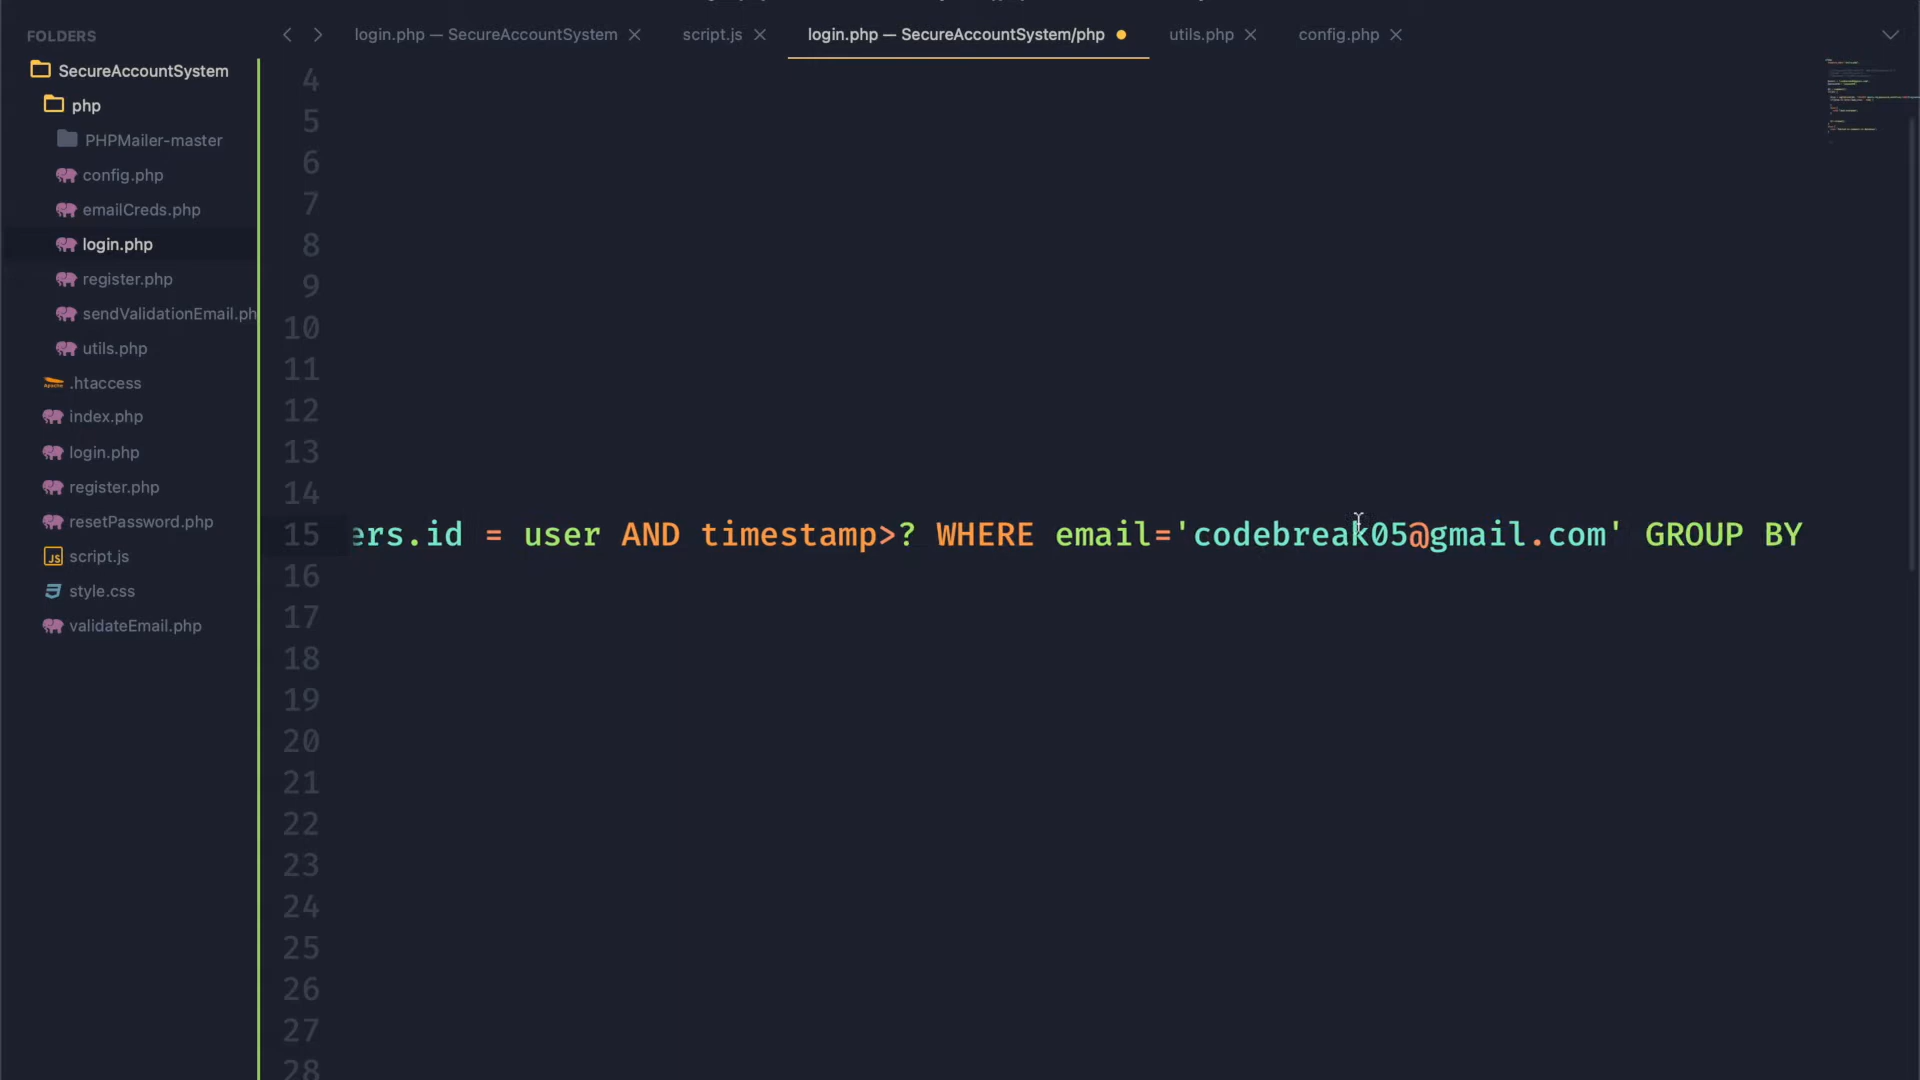 FOLDERS
SecureAccountSystem
php
PHPMailer-master
config.php
emailCreds.php
login.php
register.php
sendValidationEmail.ph
utils.php
.htaccess
index.php
login.php
register.php
resetPassword.php
script.js
style.css
validateEmail.php
login.php — SecureAccountSystem
script.js
login.php — SecureAccountSystem/php
utils.php
config.php
4
5
6
7
8
9
10
11
12
13
14
15 ers.id = user AND timestamp>? WHERE email='codebreak05@gmail.com' GROUP BY
16
17
18
19
20
21
22
23
24
25
26
27
28